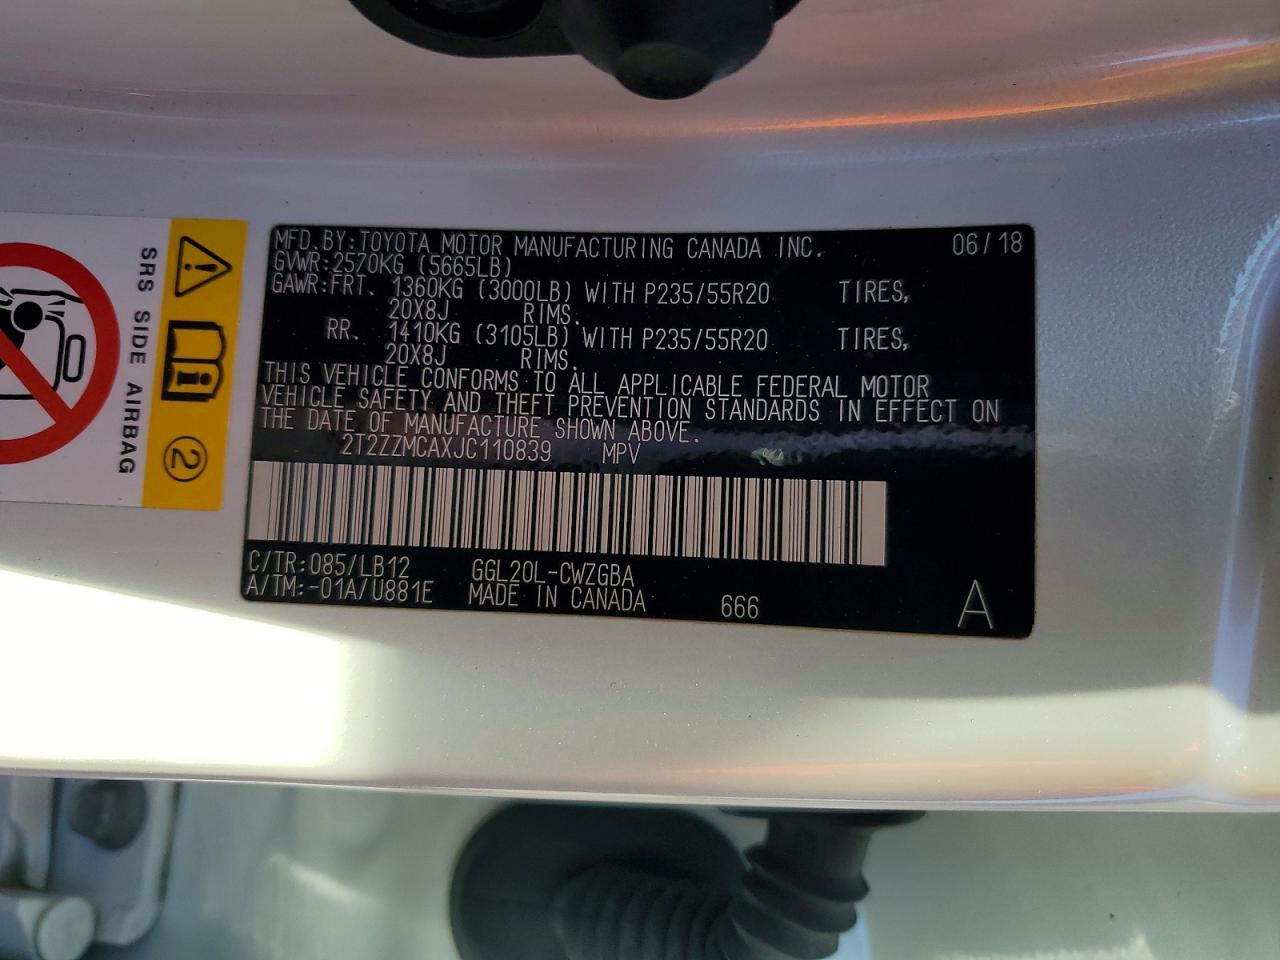 MFD.BY:TOYOTA MOTOR MANUFACTURING CANADA INC. 06/18
GVWR:2570KG (5665LB)
GAWR:FRT. 1360KG (3000LB) WITH P235/55R20 TIRES,
20X8J RIMS.
RR. 1410KG (3105LB) WITH P235/55R20 TIRES,
20X8J RIMS.
THIS VEHICLE CONFORMS TO ALL APPLICABLE FEDERAL MOTOR
VEHICLE SAFETY AND THEFT PREVENTION STANDARDS IN EFFECT ON
THE DATE OF MANUFACTURE SHOWN ABOVE.
2T2ZZMCAXJC110839 MPV
C/TR:085/LB12 GGL20L-CWZGBA
A/TM:-01A/U881E MADE IN CANADA 666 A
SRS SIDE AIRBAG
2